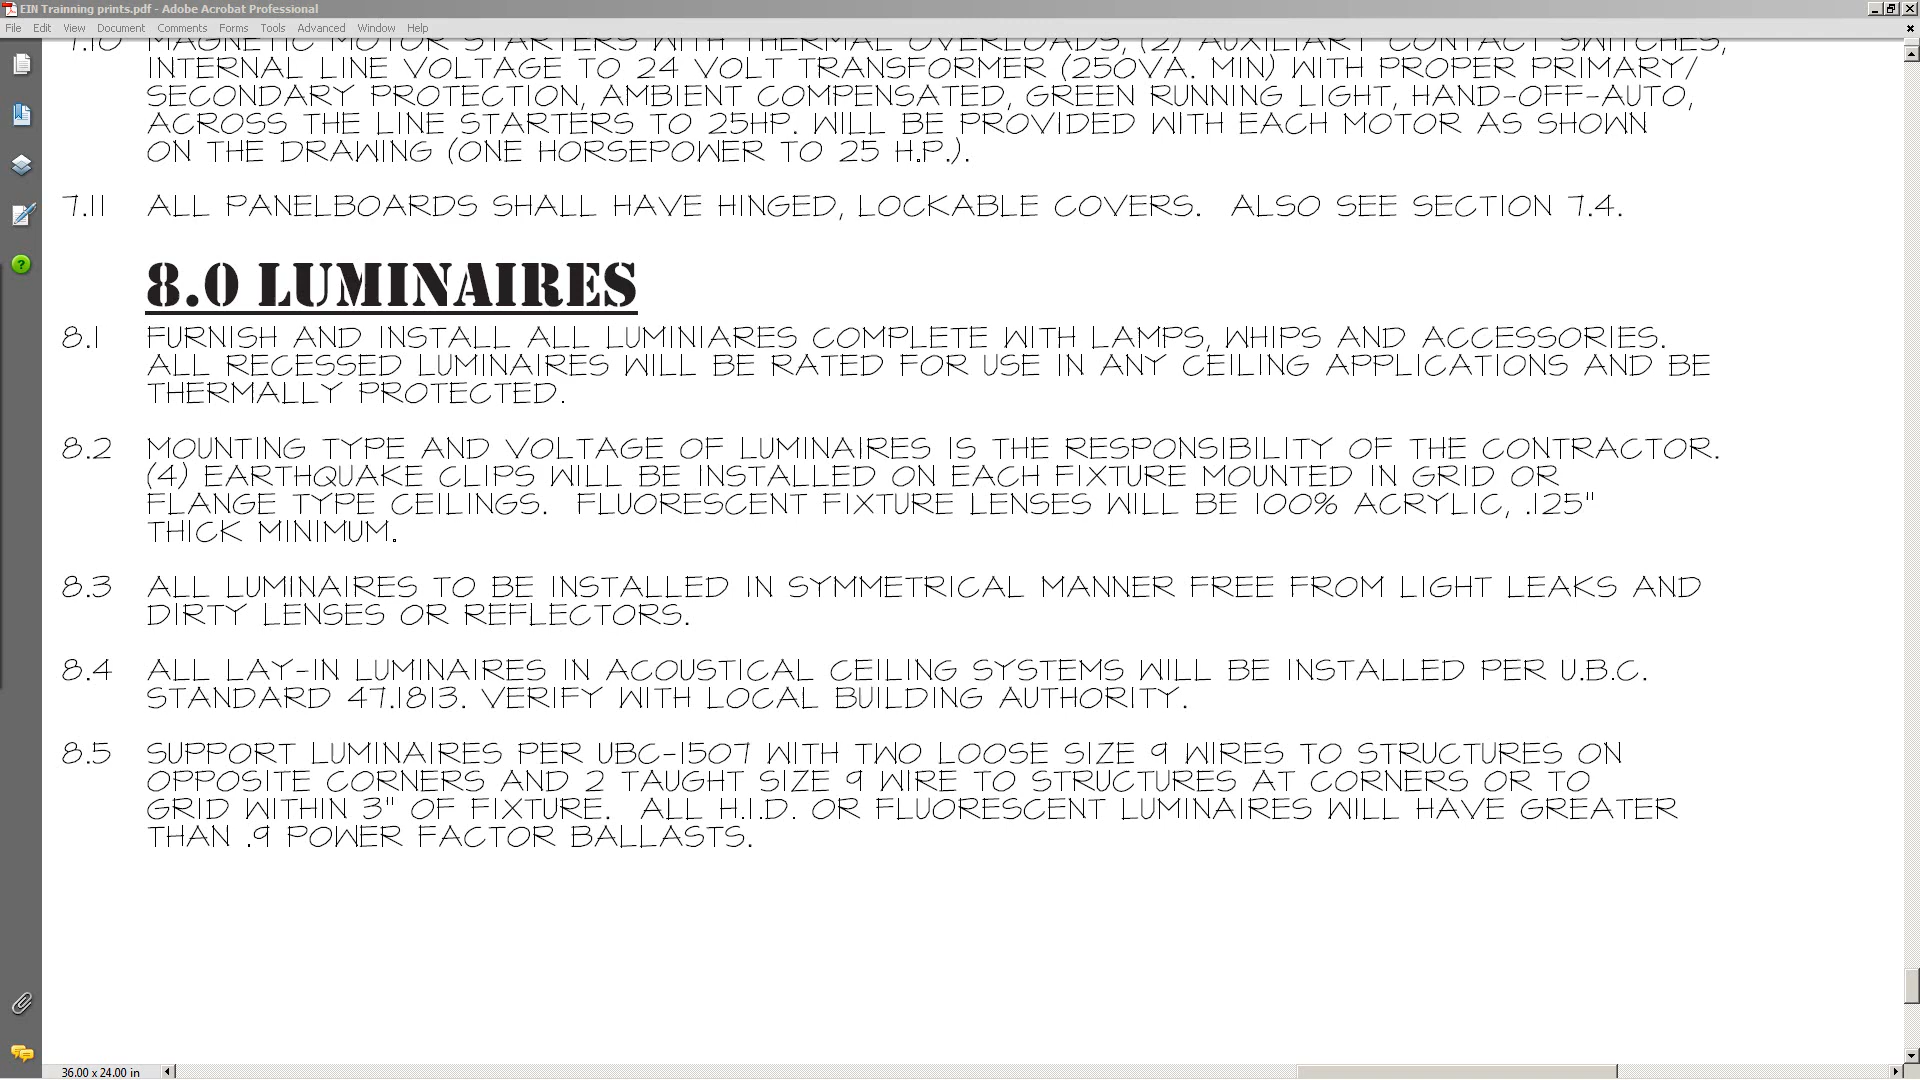 EIN Trainning prints.pdf - Adobe Acrobat Professional
File Edit View Document Comments Forms Tools Advanced Window Help
7.10 MAGNETIC MOTOR STARTERS WITH THERMAL OVERLOADS, (2) AUXILIARY CONTACT SWITCHES,
INTERNAL LINE VOLTAGE TO 24 VOLT TRANSFORMER (250VA. MIN) WITH PROPER PRIMARY/
SECONDARY PROTECTION, AMBIENT COMPENSATED, GREEN RUNNING LIGHT, HAND-OFF-AUTO,
ACROSS THE LINE STARTERS TO 25HP. WILL BE PROVIDED WITH EACH MOTOR AS SHOWN
ON THE DRAWING (ONE HORSEPOWER TO 25 H.P.).
7.11 ALL PANELBOARDS SHALL HAVE HINGED, LOCKABLE COVERS. ALSO SEE SECTION 7.4.
8.0 LUMINAIRES
8.1 FURNISH AND INSTALL ALL LUMINIARES COMPLETE WITH LAMPS, WHIPS AND ACCESSORIES.
ALL RECESSED LUMINAIRES WILL BE RATED FOR USE IN ANY CEILING APPLICATIONS AND BE
THERMALLY PROTECTED.
8.2 MOUNTING TYPE AND VOLTAGE OF LUMINAIRES IS THE RESPONSIBILITY OF THE CONTRACTOR.
(4) EARTHQUAKE CLIPS WILL BE INSTALLED ON EACH FIXTURE MOUNTED IN GRID OR
FLANGE TYPE CEILINGS. FLUORESCENT FIXTURE LENSES WILL BE 100% ACRYLIC, .125"
THICK MINIMUM.
8.3 ALL LUMINAIRES TO BE INSTALLED IN SYMMETRICAL MANNER FREE FROM LIGHT LEAKS AND
DIRTY LENSES OR REFLECTORS.
8.4 ALL LAY-IN LUMINAIRES IN ACOUSTICAL CEILING SYSTEMS WILL BE INSTALLED PER U.B.C.
STANDARD 47.1813. VERIFY WITH LOCAL BUILDING AUTHORITY.
8.5 SUPPORT LUMINAIRES PER UBC-1507 WITH TWO LOOSE SIZE 9 WIRES TO STRUCTURES ON
OPPOSITE CORNERS AND 2 TAUGHT SIZE 9 WIRE TO STRUCTURES AT CORNERS OR TO
GRID WITHIN 3" OF FIXTURE. ALL H.I.D. OR FLUORESCENT LUMINAIRES WILL HAVE GREATER
THAN .9 POWER FACTOR BALLASTS.
36.00 x 24.00 in